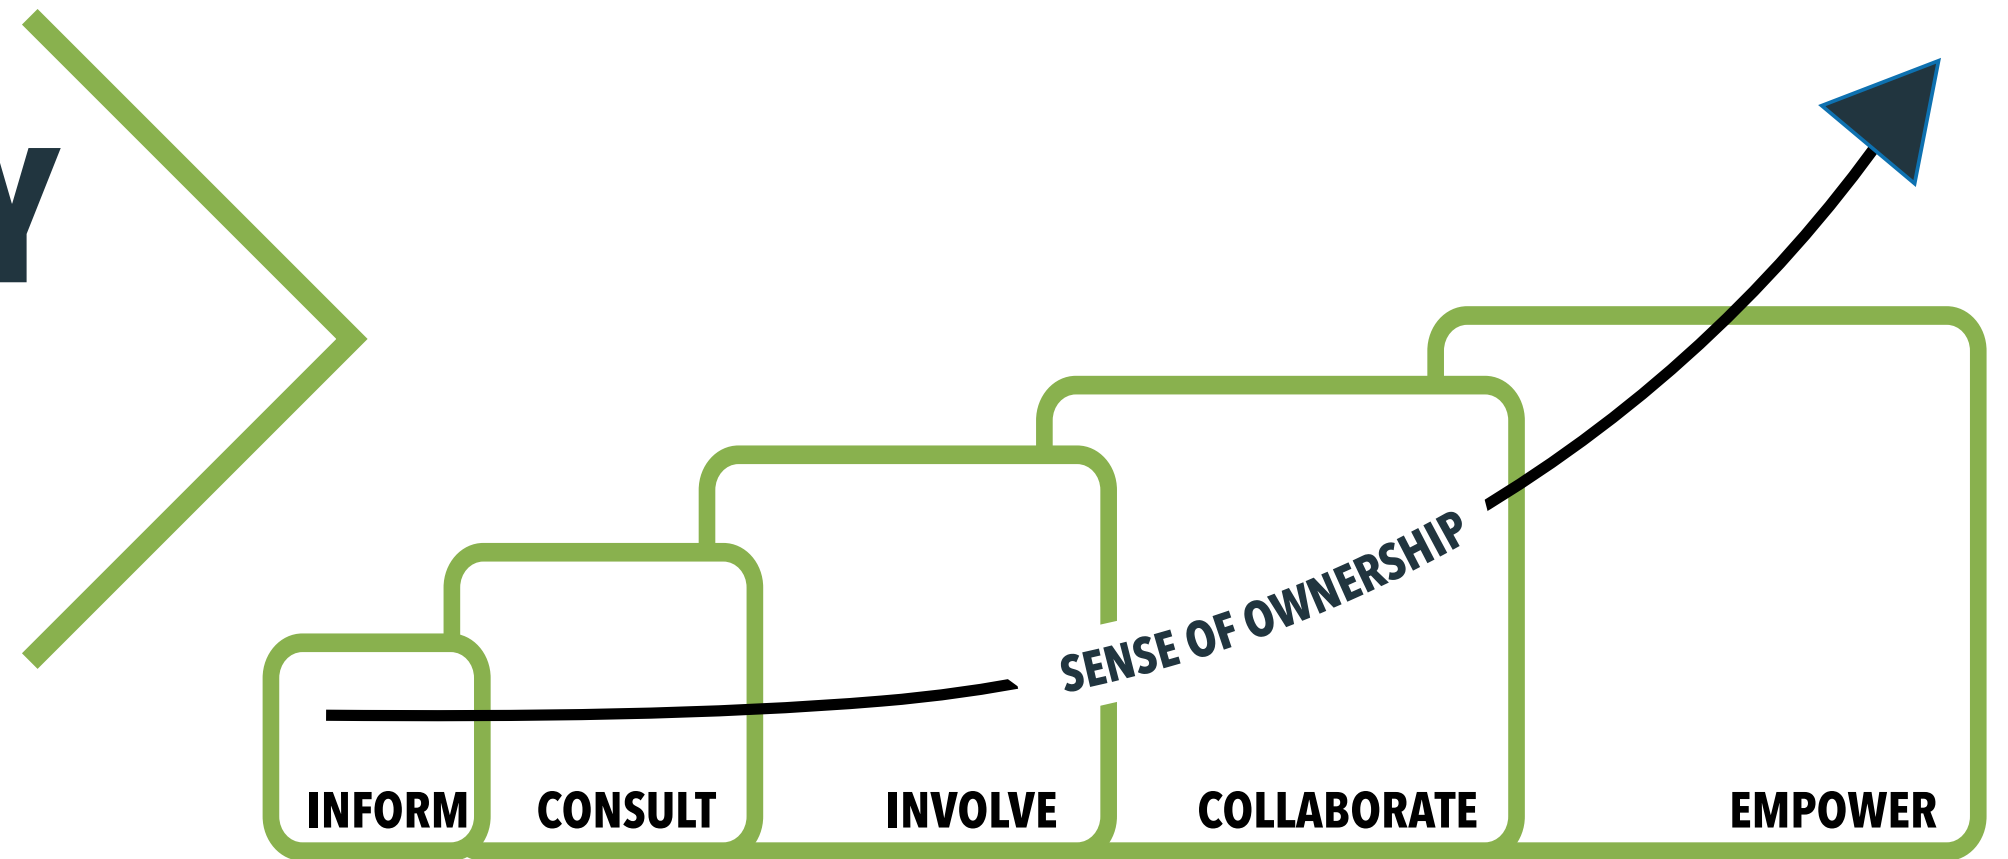 Y
SENSE OF OWNERSHIP
INFORM
CONSULT
INVOLVE
COLLABORATE
EMPOWER